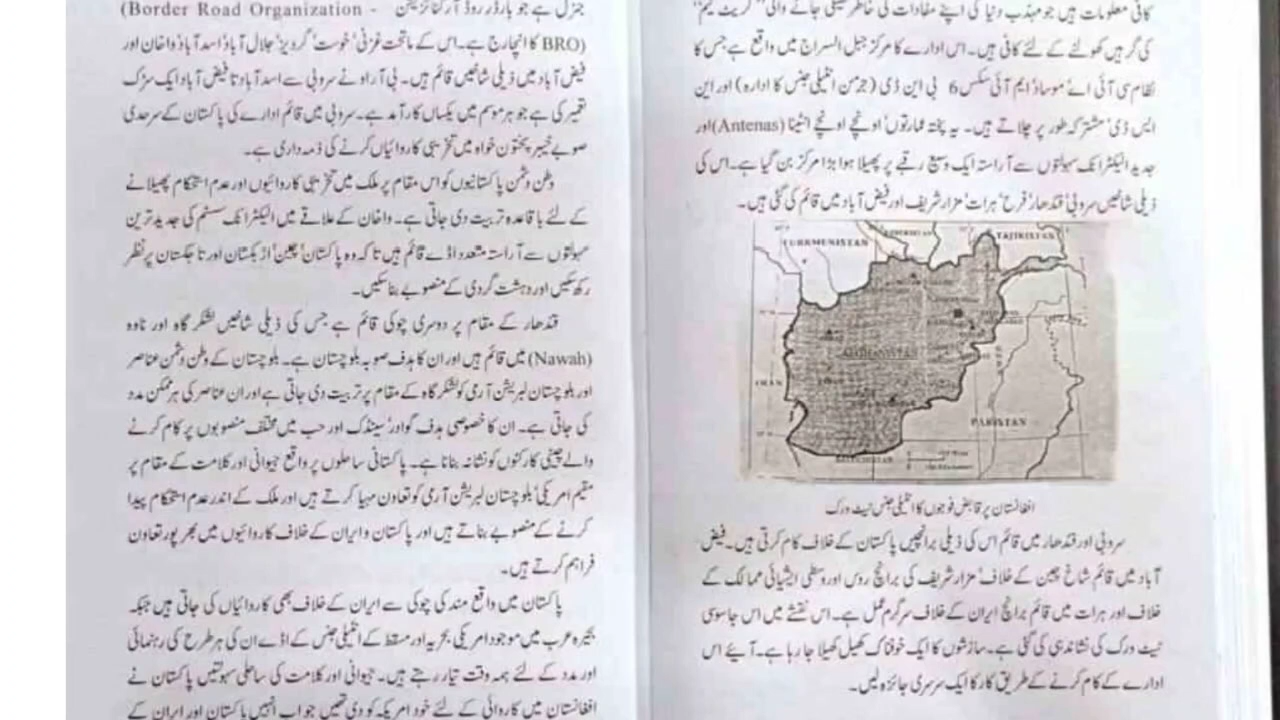 کافی معلومات ہیں جو مہذب دنیا کی اپنے مفادات کی خاطر کھیلی جانے والی "گریٹ گیم"
کی گرہیں کھولنے کے لئے کافی ہیں۔ اس ادارے کا مرکز جبل السراج میں واقع ہے جس کا
نظام سی آئی اے' موساد' ایم آئی سکس 6 بی این ڈی (جرمن انٹیلی جنس کا ادارہ) اور این
ایس ڈی' مشترکہ طور پر چلاتے ہیں۔ یہ پختہ عمارتوں' اونچے اونچے انٹینا (Antenas) اور
جدید الیکٹرانک سہولتوں سے آراستہ ایک وسیع رقبے پر پھیلا ہوا بڑا مرکز بن گیا ہے۔ اس کی
ذیلی شاخیں سروبی' قندھار' فرح' ہرات' مزار شریف اور فیض آباد میں قائم کی گئی ہیں۔
TURKMENISTAN
TAJIKISTAN
AFGHANISTAN
IRAN
PAKISTAN
افغانستان پر قابض فوجوں کا انٹیلی جنس نیٹ ورک
سروبی اور قندھار میں قائم اس کی ذیلی برانچیں پاکستان کے خلاف کام کرتی ہیں۔ فیض
آباد میں قائم شاخ چین کے خلاف' مزار شریف کی برانچ روس اور وسطی ایشیائی ممالک کے
خلاف اور ہرات میں قائم برانچ ایران کے خلاف سرگرم عمل ہے۔ اس نقشے میں اس جاسوسی
نیٹ ورک کی نشاندہی کی گئی ہے۔ سازشوں کا ایک خوفناک کھیل کھیلا جا رہا ہے۔ آیئے اس
ادارے کے کام کرنے کے طریق کار کا ایک سرسری جائزہ لیں۔
جنرل ہے جو بارڈر روڈ آرگنائزیشن - Border Road Organization)
(BRO کا انچارج ہے۔ اس کے ماتحت غزنی' خوست' گردیز' جلال آباد' اسد آباد' واخان اور
فیض آباد میں ذیلی شاخیں قائم ہیں۔ بی آر او نے سروبی سے اسد آباد تا فیض آباد ایک سڑک
تعمیر کی ہے جو ہر موسم میں یکساں کارآمد ہے۔ سروبی میں قائم ادارے کی پاکستان کے سرحدی
صوبے خیبر پختون خواہ میں تخریبی کاروائیاں کرنے کی ذمہ داری ہے۔
وطن دشمن پاکستانیوں کو اس مقام پر ملک میں تخریبی کاروائیوں اور عدم استحکام پھیلانے
کے لئے باقاعدہ تربیت دی جاتی ہے۔ واخان کے علاقے میں الیکٹرانک سسٹم کی جدید ترین
سہولتوں سے آراستہ متعدد اڈے قائم ہیں تا کہ وہ پاکستان' چین' ازبکستان اور تاجکستان پر نظر
رکھ سکیں اور دہشت گردی کے منصوبے بنا سکیں۔
قندھار کے مقام پر دوسری چوکی قائم ہے جس کی ذیلی شاخیں لشکر گاہ اور ناوہ
(Nawah) میں قائم ہیں اور ان کا ہدف صوبہ بلوچستان ہے۔ بلوچستان کے وطن دشمن عناصر
اور بلوچستان لبریشن آرمی کو لشکر گاہ کے مقام پر تربیت دی جاتی ہے اور ان عناصر کی ہر ممکن مدد
کی جاتی ہے۔ ان کا خصوصی ہدف گوادر' سینڈک اور حب میں مختلف منصوبوں پر کام کرنے
والے چینی کارکنوں کو نشانہ بنانا ہے۔ پاکستانی ساحلوں پر واقع جیوانی اور کلامت کے مقام پر
مقیم امریکی' بلوچستان لبریشن آرمی کو تعاون مہیا کرتے ہیں اور ملک کے اندر عدم استحکام پیدا
کرنے کے منصوبے بناتے ہیں اور پاکستان و ایران کے خلاف کاروائیوں میں بھرپور تعاون
فراہم کرتے ہیں۔
پاکستان میں واقع مند کی چوکی سے ایران کے خلاف بھی کاروائیاں کی جاتی ہیں جبکہ
بحیرہ عرب میں موجود امریکی بحریہ اور مسقط کے انٹیلی جنس کے اڈے ان کی ہر طرح کی رہنمائی
اور مدد کے لئے ہمہ وقت تیار رہتے ہیں۔ جیوانی اور کلامت کی ساحلی سہولتیں پاکستان نے
افغانستان میں کاروائی کے لئے خود امریکہ کو دی تھیں جو اب انہیں پاکستان اور ایران کے